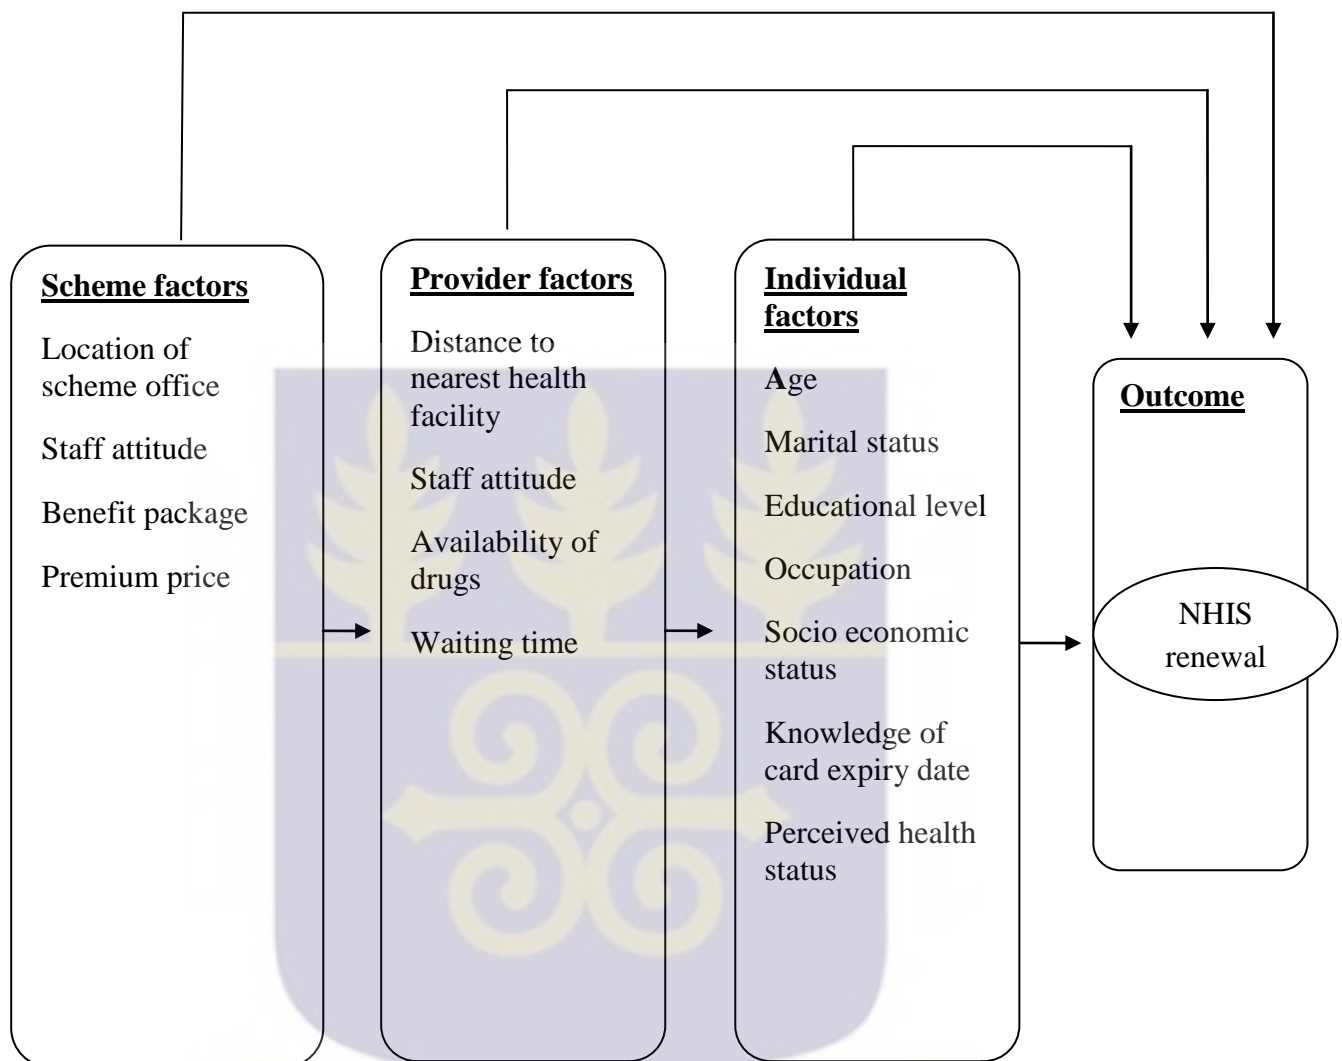 Scheme factors
Location of
scheme office
Staff attitude
Benefit package
Premium price
Provider factors
Distance to
nearest health
facility
Staff attitude
Availability of
drugs
Waiting time
Individual
factors
Age
Marital status
Educational level
Occupation
Socio economic
status
Knowledge of
card expiry date
Perceived health
status
Outcome
NHIS
renewal